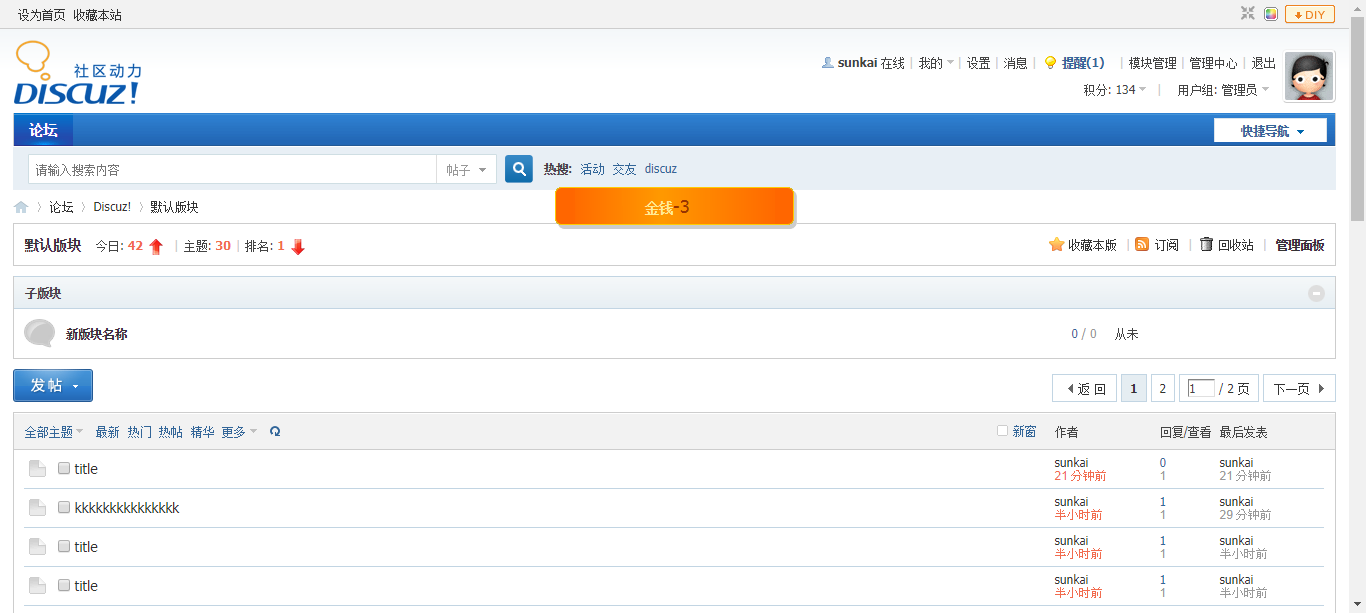 设为首页 收藏本站 DIY
社区动力
DISCUZ!
sunkai 在线 | 我的 | 设置 | 消息 | 提醒(1) | 模块管理 | 管理中心 | 退出
积分: 134 | 用户组: 管理员
论坛 快捷导航
请输入搜索内容 帖子 热搜: 活动 交友 discuz
金钱-3
论坛 〉 Discuz! 〉 默认版块
默认版块 今日: 42 | 主题: 30 | 排名: 1 收藏本版 | 订阅 | 回收站 | 管理面板
子版块
新版块名称 0 / 0 从未
发帖 返回 1 2 1 / 2 页 下一页
全部主题 最新 热门 热帖 精华 更多 新窗 作者 回复/查看 最后发表
title sunkai 0 sunkai
21 分钟前 1 21 分钟前
kkkkkkkkkkkkkkk sunkai 1 sunkai
半小时前 1 29 分钟前
title sunkai 1 sunkai
半小时前 1 半小时前
title sunkai 1 sunkai
半小时前 1 半小时前